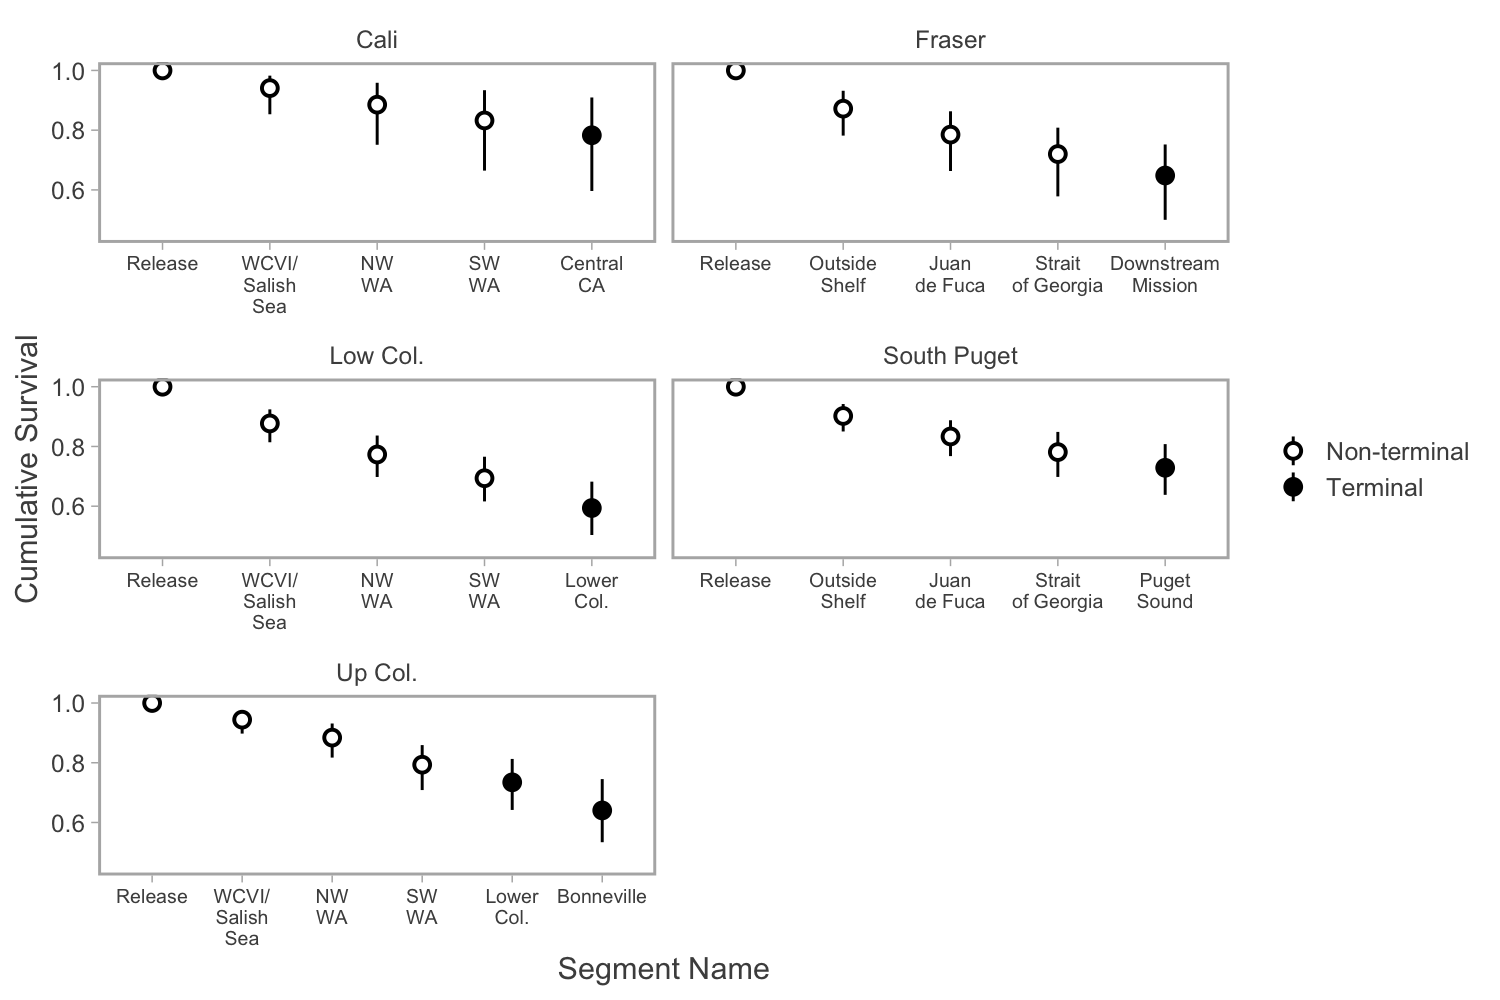 Cali
Fraser
1.0
0.8
0.6
Release
WCVI/
Salish
Sea
NW
WA
SW
WA
Central
CA
Release
Outside
Shelf
Juan
de Fuca
Strait
of Georgia
Downstream
Mission
Cumulative Survival
Low Col.
South Puget
1.0
0.8
0.6
Release
WCVI/
Salish
Sea
NW
WA
SW
WA
Lower
Col.
Release
Outside
Shelf
Juan
de Fuca
Strait
of Georgia
Puget
Sound
Non-terminal
Terminal
Up Col.
1.0
0.8
0.6
Release
WCVI/
Salish
Sea
NW
WA
SW
WA
Lower
Col.
Bonneville
Segment Name